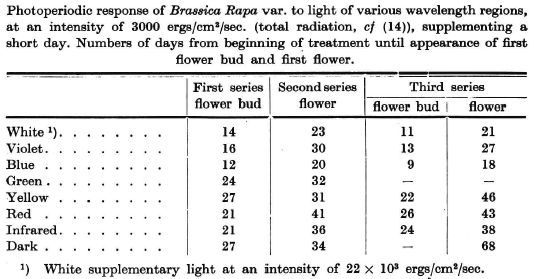 Photoperiodic response of Brassica Rapa var. to light of various wavelength regions,
at an intensity of 3000 ergs/cm²/sec. (total radiation, cf (14)), supplementing a
short day. Numbers of days from beginning of treatment until appearance of first
flower bud and first flower.
First series Second series Third series
flower bud flower flower bud flower
White ¹). . . . . . . . . 14 23 11 21
Violet. . . . . . . . . . 16 30 13 27
Blue . . . . . . . . . . 12 20 9 18
Green . . . . . . . . . . 24 32 — —
Yellow . . . . . . . . . 27 31 22 46
Red . . . . . . . . . . 21 41 26 43
Infrared. . . . . . . . . 21 36 24 38
Dark . . . . . . . . . . 27 34 — 68
¹) White supplementary light at an intensity of 22 × 10³ ergs/cm²/sec.